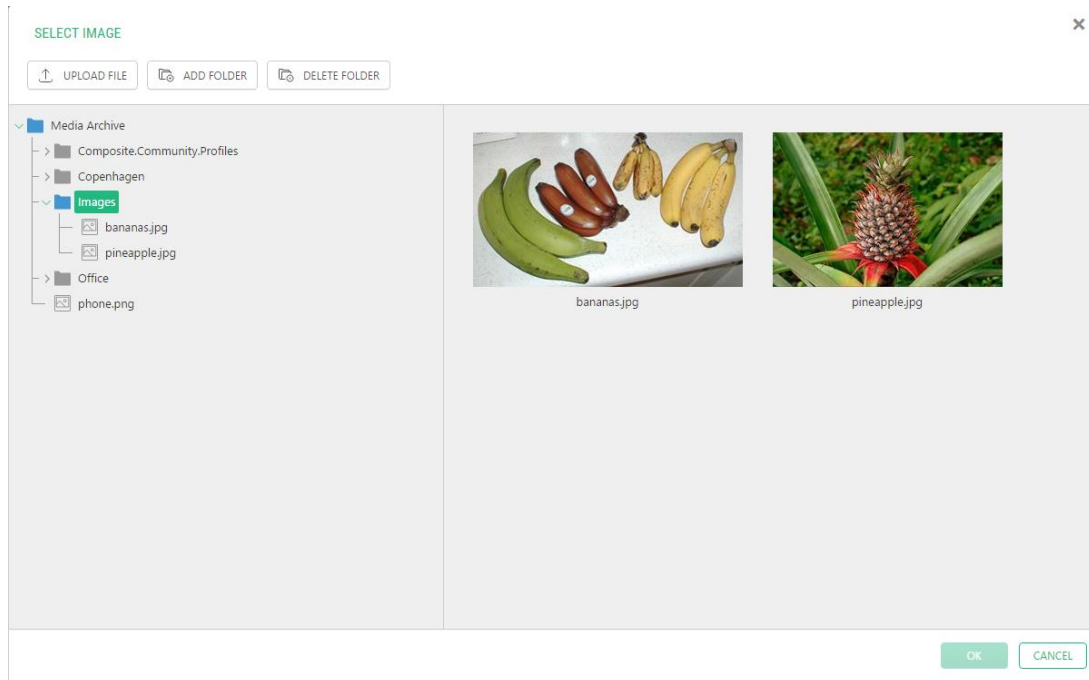 SELECT IMAGE
UPLOAD FILE
ADD FOLDER
DELETE FOLDER
Media Archive
Composite.Community.Profiles
Copenhagen
Images
bananas.jpg
pineapple.jpg
Office
phone.png
bananas.jpg
pineapple.jpg
OK
CANCEL